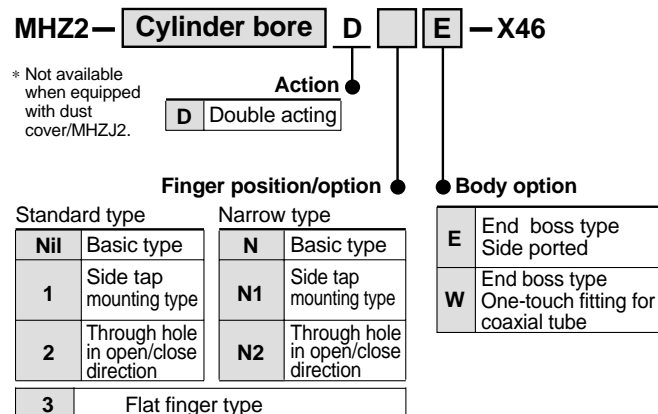 MHZ2 — Cylinder bore D E — X46
* Not available
when equipped
with dust
cover/MHZJ2.
Action
D Double acting
Finger position/option
Standard type
Nil Basic type
1 Side tap
mounting type
2 Through hole
in open/close
direction
Narrow type
N Basic type
N1 Side tap
mounting type
N2 Through hole
in open/close
direction
3 Flat finger type
Body option
E End boss type
Side ported
W End boss type
One-touch fitting for
coaxial tube